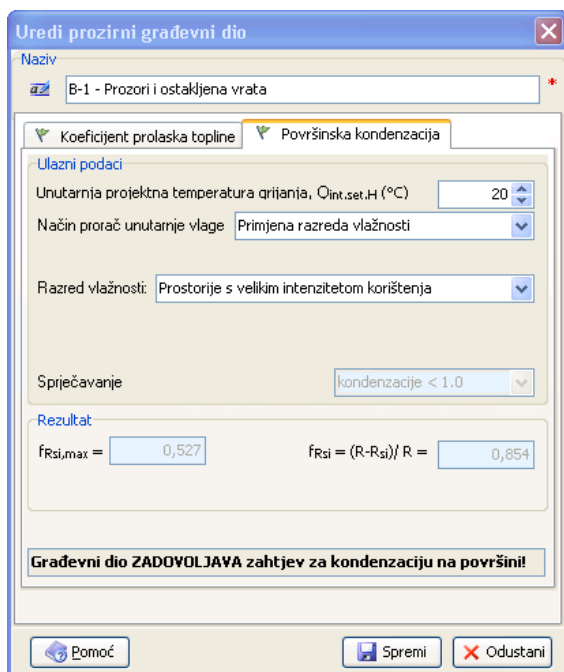 Uredi prozirni građevni dio
Naziv
B-1 - Prozori i ostakljena vrata *
Koeficijent prolaska topline Površinska kondenzacija
Ulazni podaci
Unutarnja projektna temperatura grijanja, Oint,set,H (°C) 20
Način prorač unutarnje vlage Primjena razreda vlažnosti
Razred vlažnosti: Prostorije s velikim intenzitetom korištenja
Sprječavanje kondenzacije < 1.0
Rezultat
fRsi,max = 0,527 fRsi = (R-Rsi)/ R = 0,854
Građevni dio ZADOVOLJAVA zahtjev za kondenzaciju na površini!
Pomoć Spremi Odustani